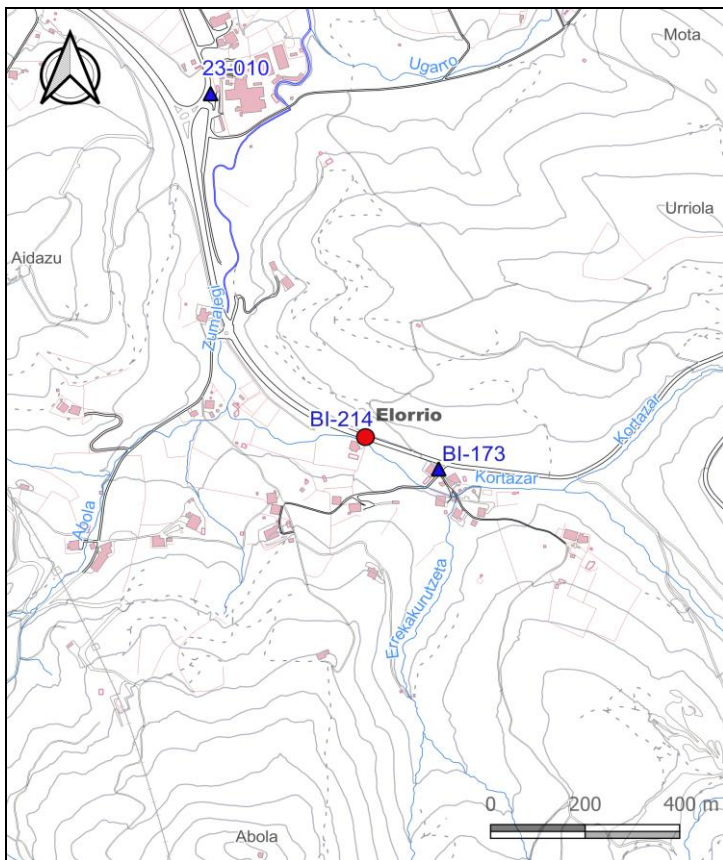 Mota
Ugarro
23-010
Urriola
Aidazu
Zumalegi
BI-214
Elorrio
Kortazar
BI-173
Kortazar
Abola
Errekakurutzeta
0 200 400 m
Abola